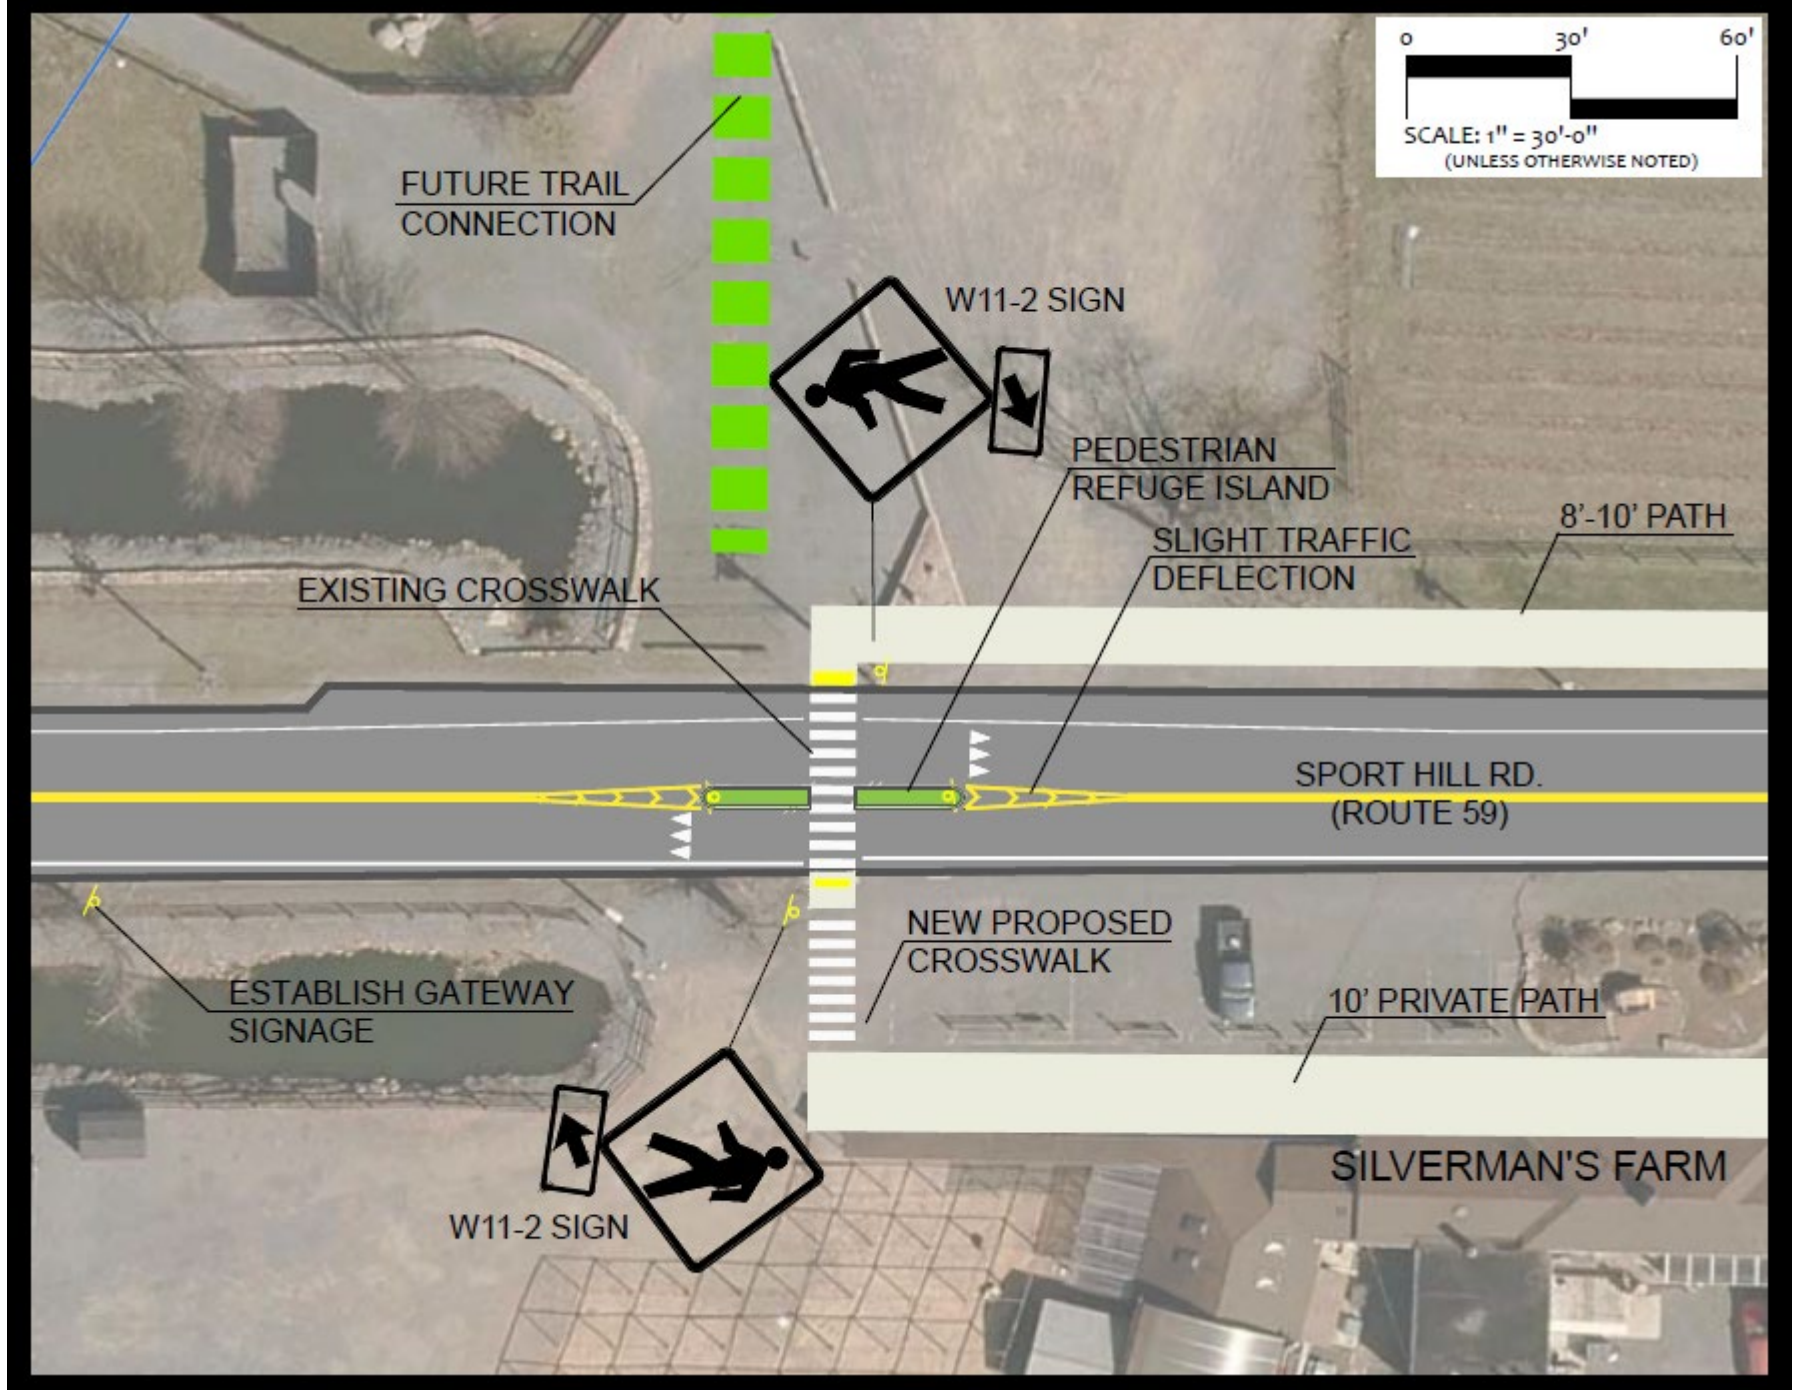 0 30' 60'
SCALE: 1" = 30'-0"
(UNLESS OTHERWISE NOTED)
FUTURE TRAIL
CONNECTION
W11-2 SIGN
PEDESTRIAN
REFUGE ISLAND
8'-10' PATH
SLIGHT TRAFFIC
DEFLECTION
EXISTING CROSSWALK
SPORT HILL RD.
(ROUTE 59)
NEW PROPOSED
CROSSWALK
ESTABLISH GATEWAY
SIGNAGE
10' PRIVATE PATH
SILVERMAN'S FARM
W11-2 SIGN